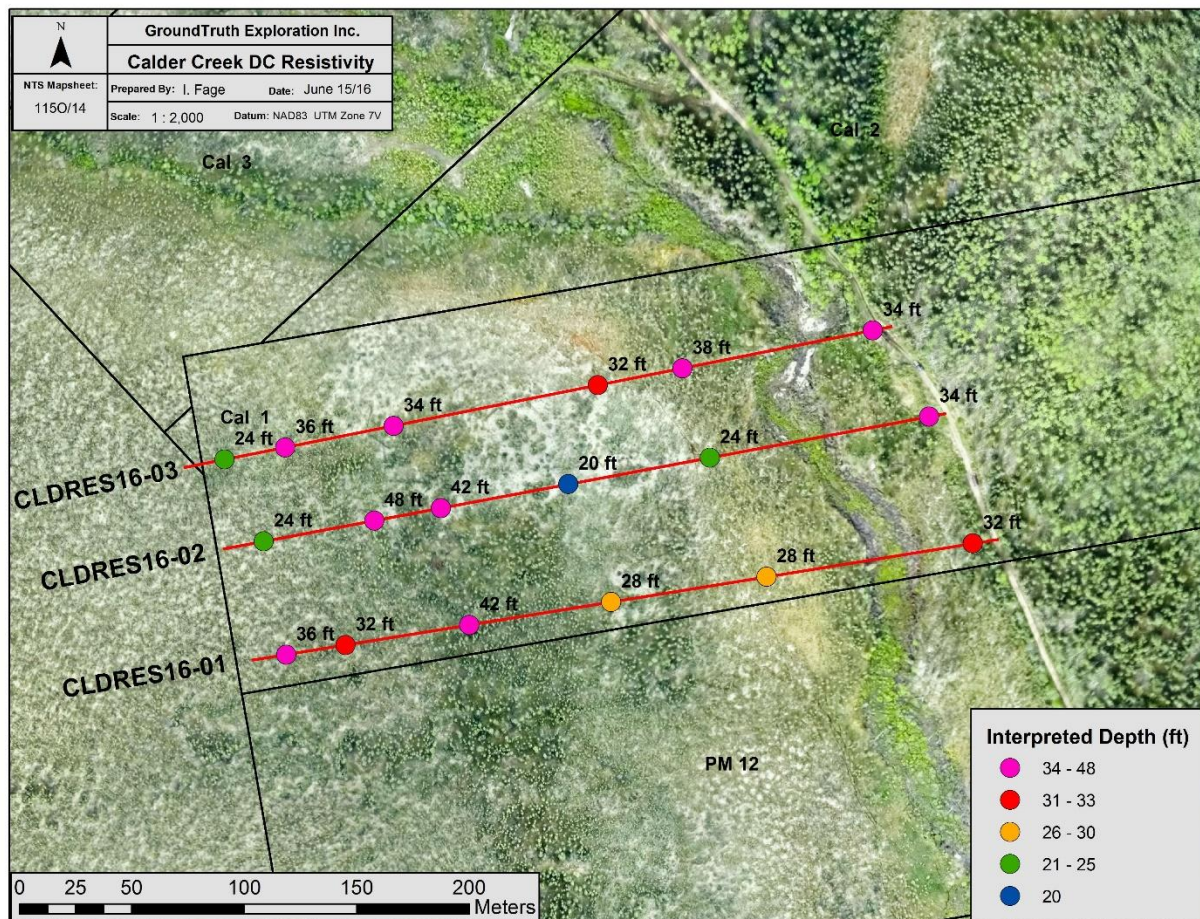 N
NTS Mapsheet:
115O/14
GroundTruth Exploration Inc.
Calder Creek DC Resistivity
Prepared By: I. Fage Date: June 15/16
Scale: 1 : 2,000 Datum: NAD83 UTM Zone 7V
Cal 2
Cal 3
34 ft
38 ft
32 ft
34 ft
Cal 1
36 ft
24 ft
CLDRES16-03
34 ft
24 ft
20 ft
42 ft
48 ft
24 ft
CLDRES16-02
32 ft
28 ft
28 ft
42 ft
32 ft
36 ft
CLDRES16-01
PM 12
Interpreted Depth (ft)
34 - 48
31 - 33
26 - 30
21 - 25
20
0 25 50 100 150 200
Meters